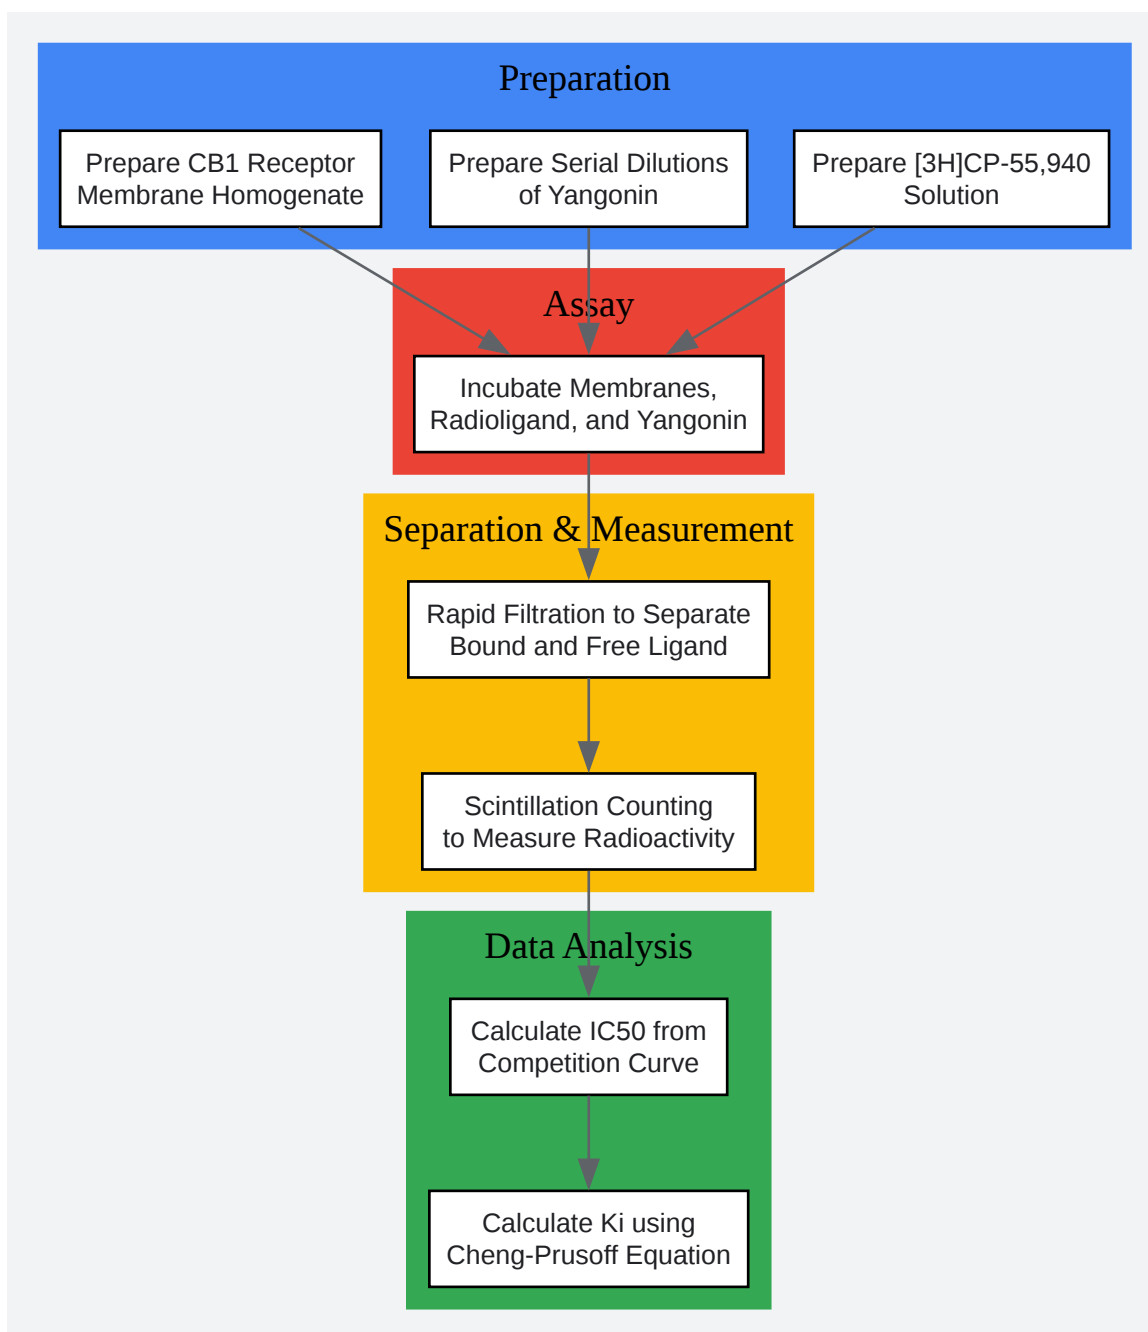 Preparation
Prepare CB1 Receptor
Membrane Homogenate
Prepare Serial Dilutions
of Yangonin
Prepare [3H]CP-55,940
Solution
Assay
Incubate Membranes,
Radioligand, and Yangonin
Separation & Measurement
Rapid Filtration to Separate
Bound and Free Ligand
Scintillation Counting
to Measure Radioactivity
Data Analysis
Calculate IC50 from
Competition Curve
Calculate Ki using
Cheng-Prusoff Equation